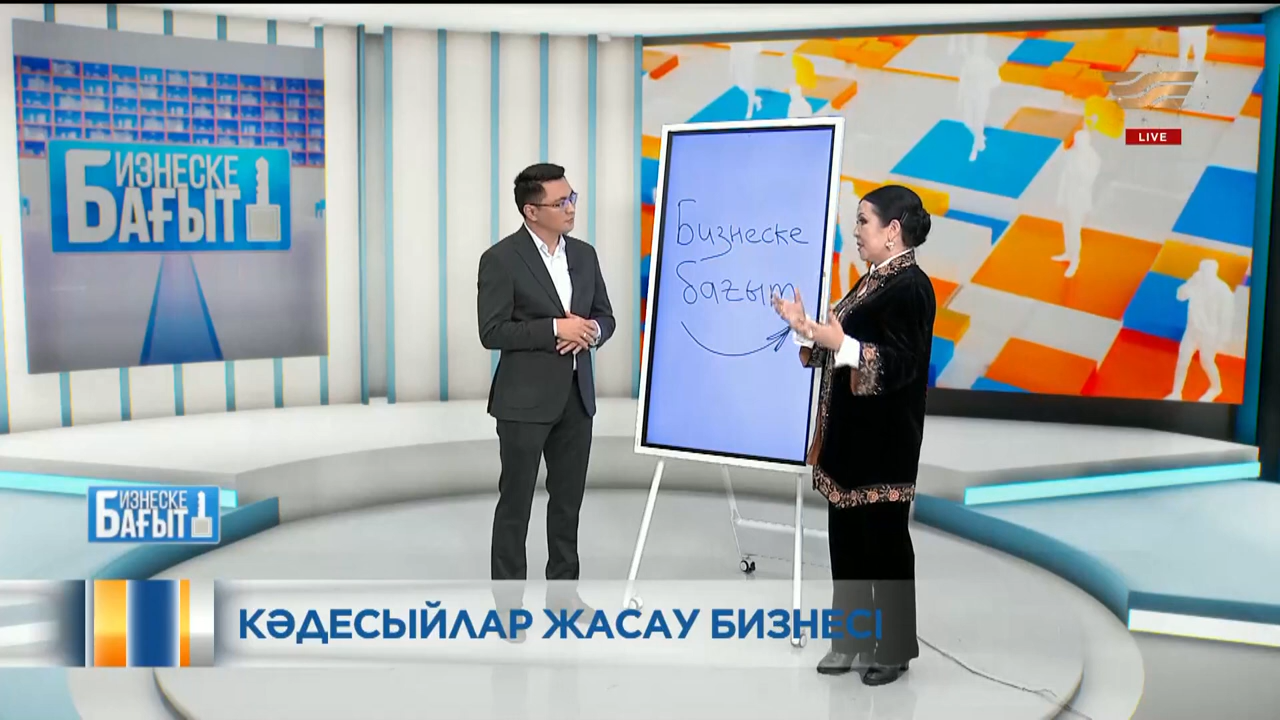 БИЗНЕСКЕ
БАҒЫТ
LIVE
Бизнеске
бағыт
БИЗНЕСКЕ
БАҒЫТ
КӘДЕСЫЙЛАР ЖАСАУ БИЗНЕСІ